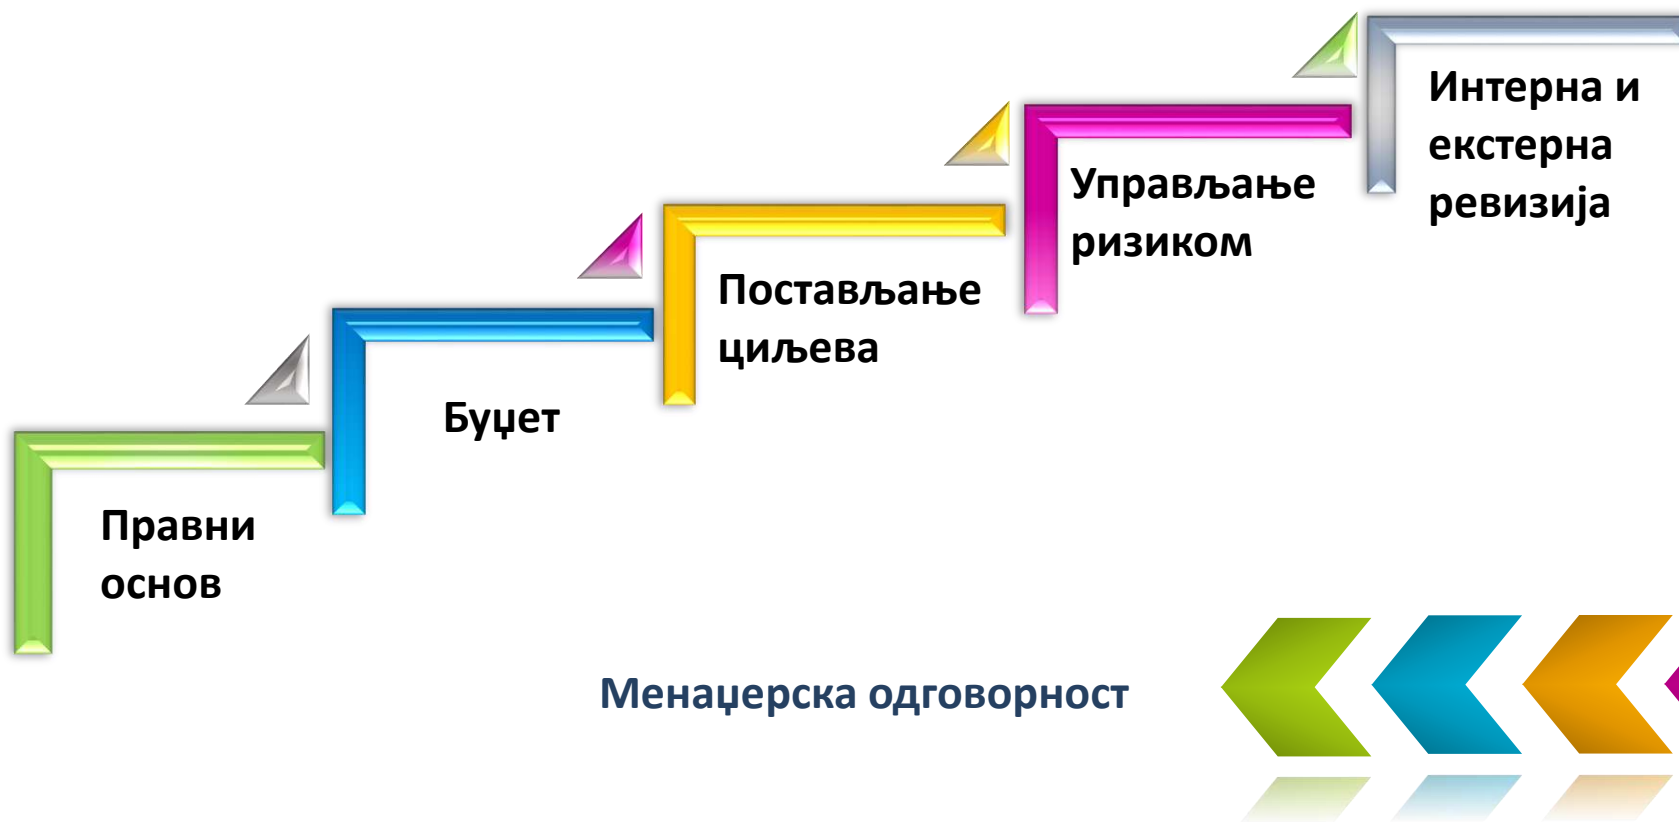 Интерна и
екстерна
ревизија
Управљање
ризиком
Постављање
циљева
Буџет
Правни
основ
Менаџерска одговорност